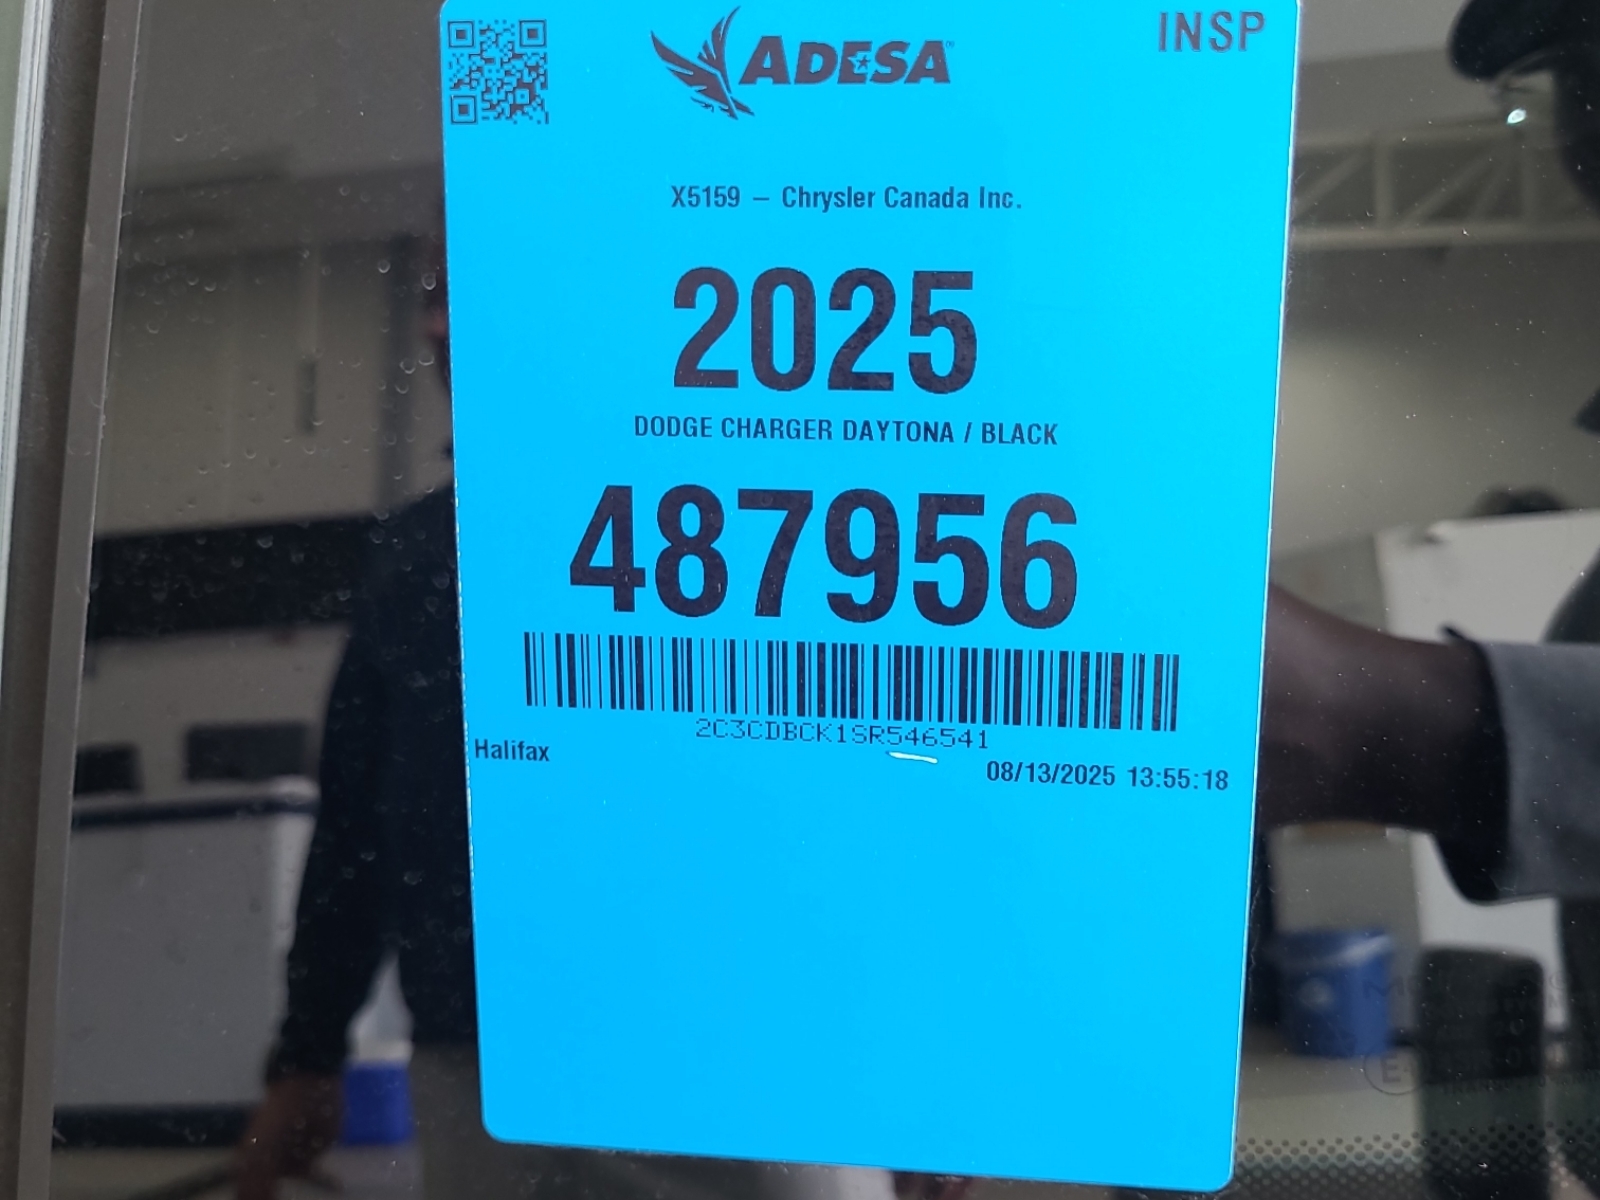 ADESA
INSP
X5159 – Chrysler Canada Inc.
2025
DODGE CHARGER DAYTONA / BLACK
487956
2C3CDBCK1SR546541
Halifax
08/13/2025 13:55:18